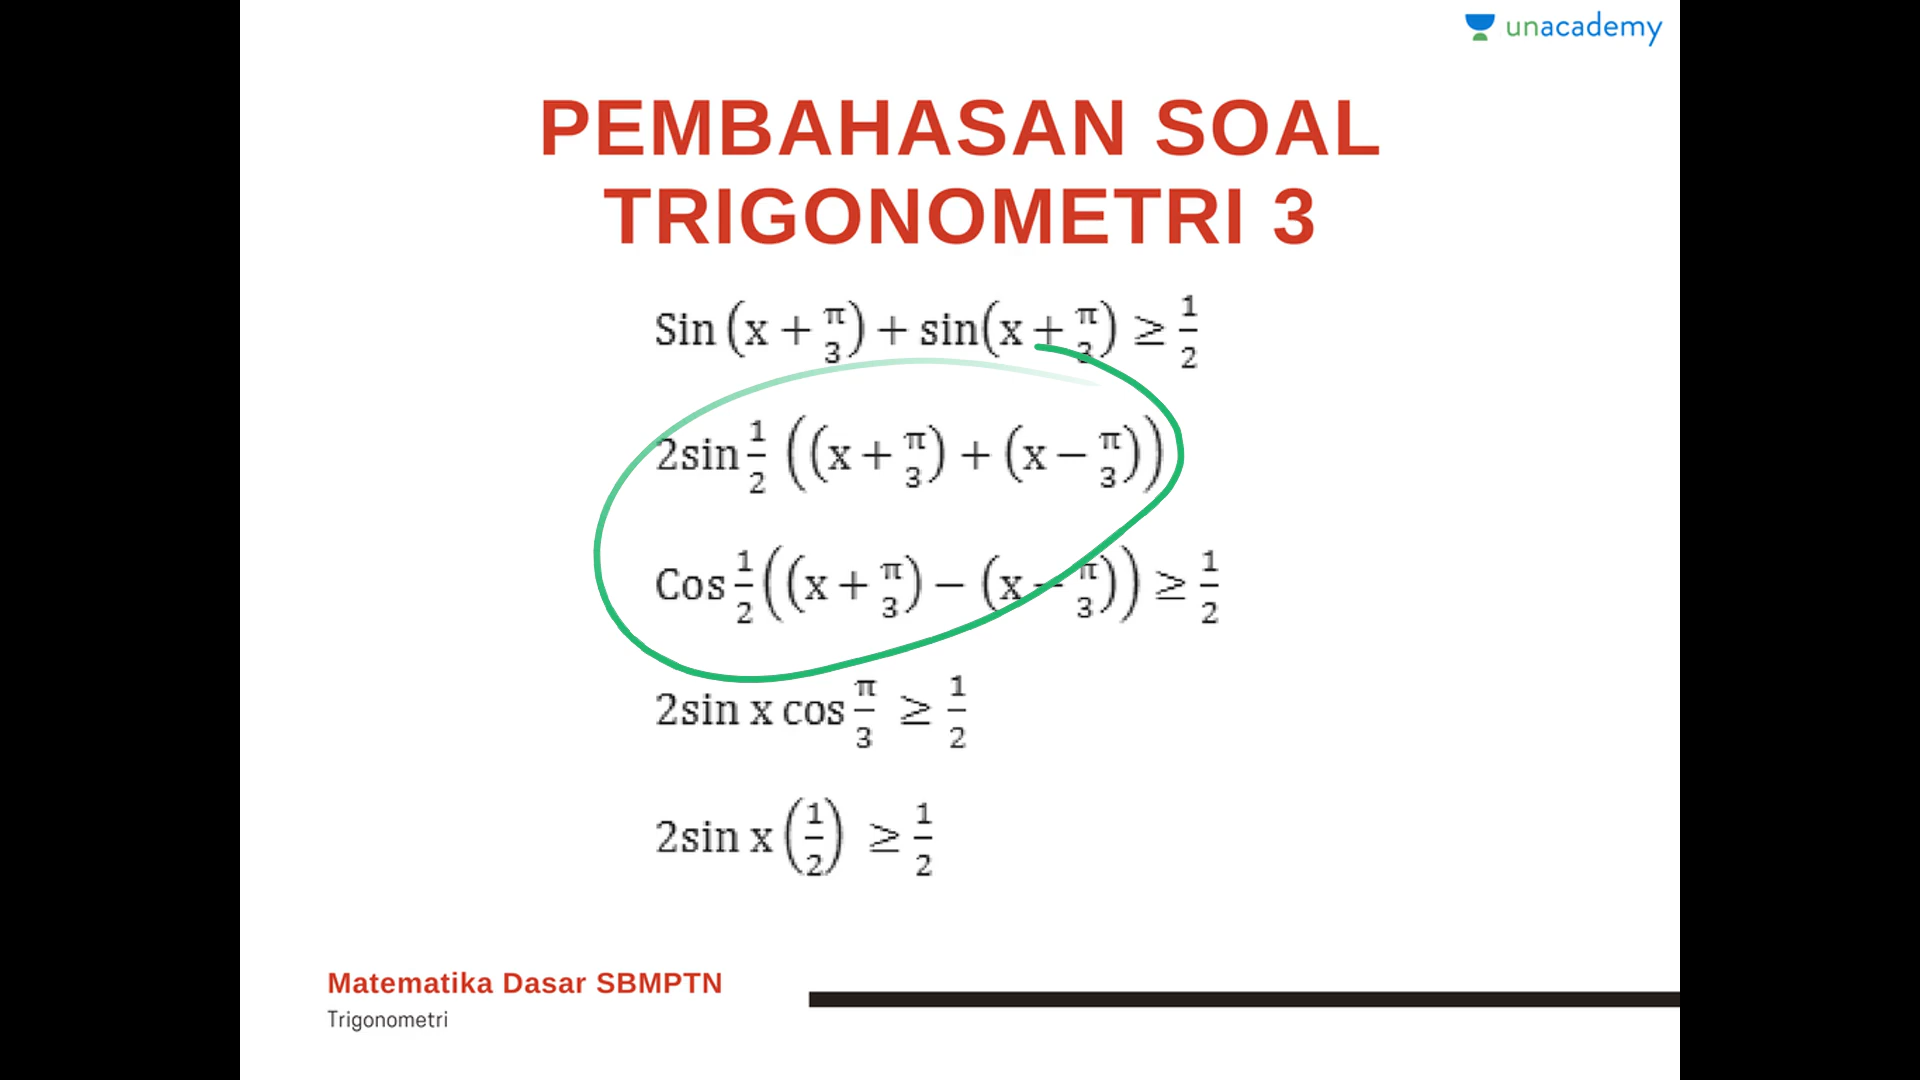 unacademy
PEMBAHASAN SOAL
TRIGONOMETRI 3
Sin (x + π/3) + sin(x + π/3) ≥ 1/2
2sin 1/2 ((x + π/3) + (x − π/3))
Cos 1/2 ((x + π/3) − (x − π/3)) ≥ 1/2
2sin x cos π/3 ≥ 1/2
2sin x (1/2) ≥ 1/2
Matematika Dasar SBMPTN
Trigonometri